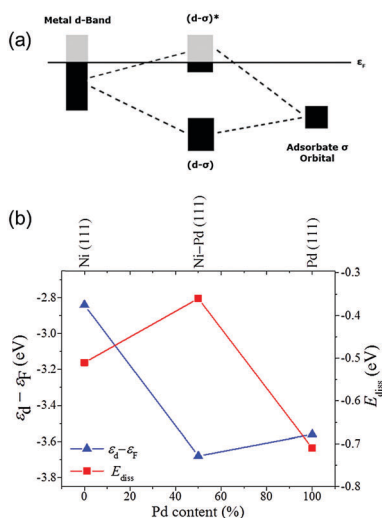 (a)
Metal d-Band
(d-σ)*
εF
Adsorbate σ
Orbital
(d-σ)
(b)
Ni (111)
Ni–Pd (111)
Pd (111)
εd – εF (eV)
-2.8
-3.0
-3.2
-3.4
-3.6
-3.8
-0.3
-0.4
-0.5
-0.6
-0.7
-0.8
Ediss (eV)
εd–εF
Ediss
0 20 40 60 80 100
Pd content (%)